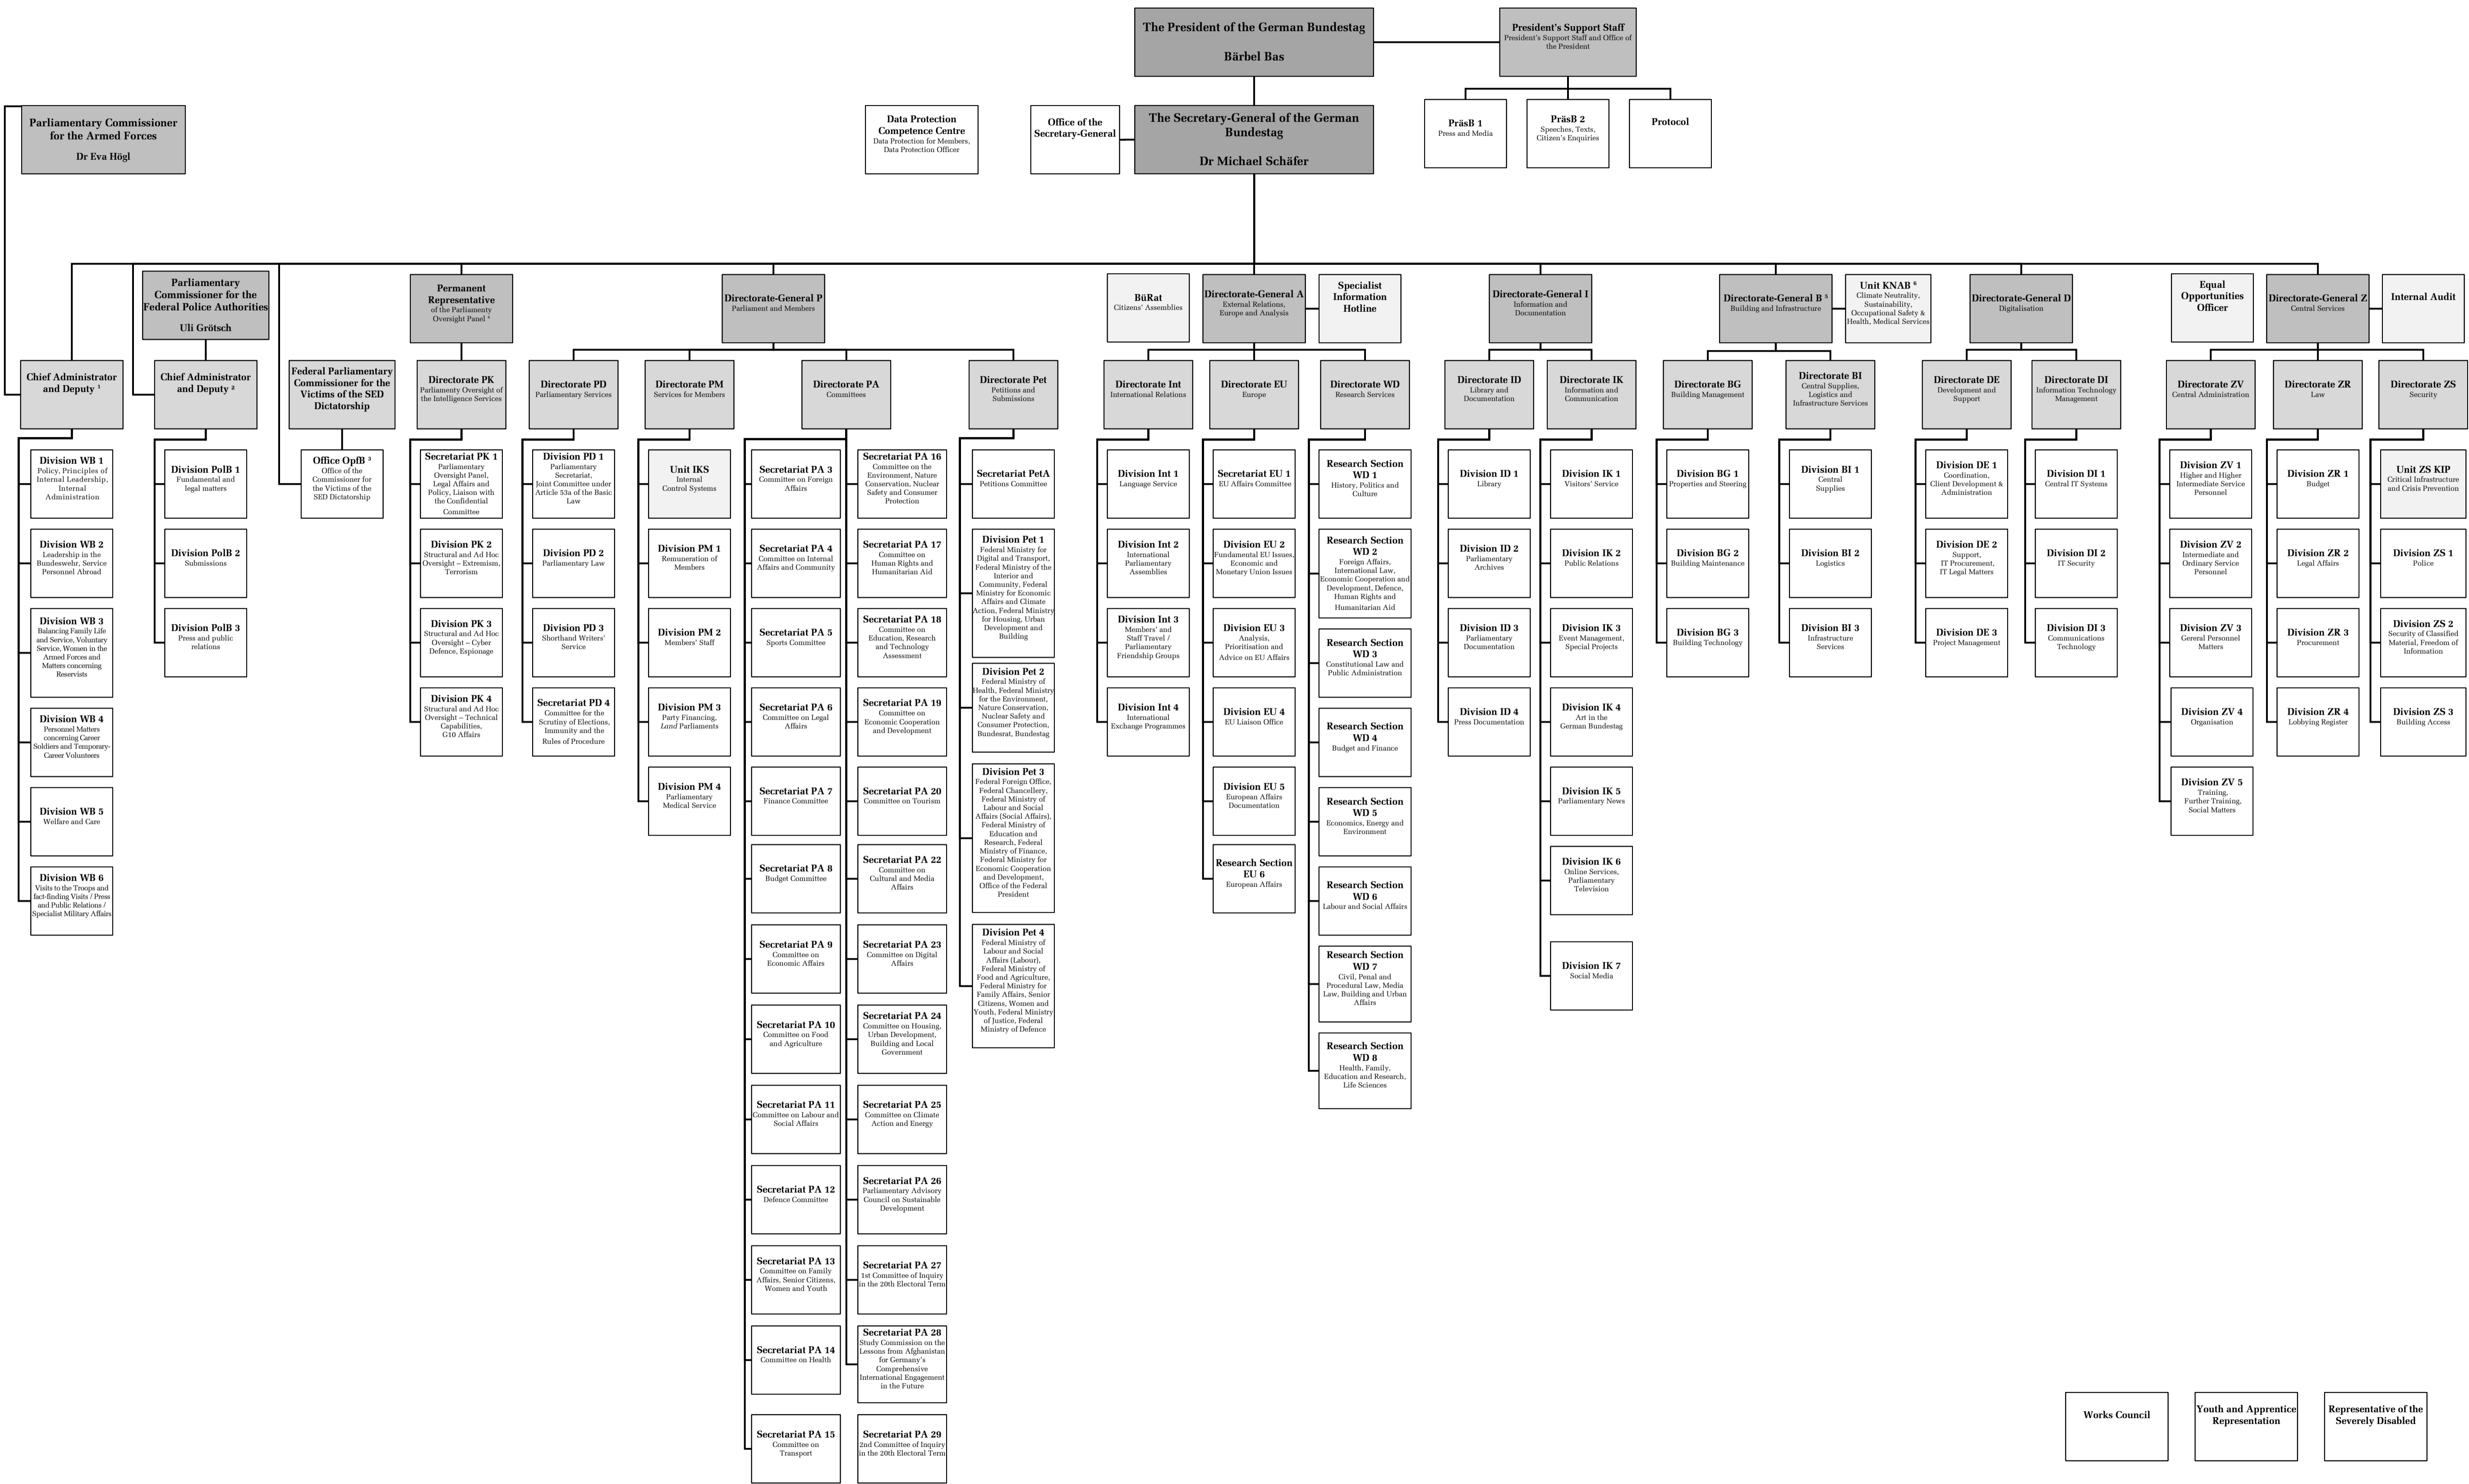 The President of the German Bundestag
Bärbel Bas
President's Support Staff
President's Support Staff and Office of
the President
Parliamentary Commissioner
for the Armed Forces
Dr Eva Högl
Data Protection
Competence Centre
Data Protection for Members,
Data Protection Officer
Office of the
Secretary-General
The Secretary-General of the German
Bundestag
Dr Michael Schäfer
PräsB 1
Press and Media
PräsB 2
Speeches, Texts,
Citizen's Enquiries
Protocol
Parliamentary
Commissioner for the
Federal Police Authorities
Uli Grötsch
Permanent
Representative
of the Parliamenty
Oversight Panel ⁴
Directorate-General P
Parliament and Members
BüRat
Citizens' Assemblies
Directorate-General A
External Relations,
Europe and Analysis
Specialist
Information
Hotline
Directorate-General I
Information and
Documentation
Directorate-General B ⁵
Building and Infrastructure
Unit KNAB ⁶
Climate Neutrality,
Sustainability,
Occupational Safety &
Health, Medical Services
Directorate-General D
Digitalisation
Equal
Opportunities
Officer
Directorate-General Z
Central Services
Internal Audit
Chief Administrator
and Deputy ¹
Chief Administrator
and Deputy ²
Federal Parliamentary
Commissioner for the
Victims of the SED
Dictatorship
Directorate PK
Parliamenty Oversight of
the Intelligence Services
Directorate PD
Parliamentary Services
Directorate PM
Services for Members
Directorate PA
Committees
Directorate Pet
Petitions and
Submissions
Directorate Int
International Relations
Directorate EU
Europe
Directorate WD
Research Services
Directorate ID
Library and
Documentation
Directorate IK
Information and
Communication
Directorate BG
Building Management
Directorate BI
Central Supplies,
Logistics and
Infrastructure Services
Directorate DE
Development and
Support
Directorate DI
Information Technology
Management
Directorate ZV
Central Administration
Directorate ZR
Law
Directorate ZS
Security
Division WB 1
Policy, Principles of
Internal Leadership,
Internal
Administration
Division WB 2
Leadership in the
Bundeswehr, Service
Personnel Abroad
Division WB 3
Balancing Family Life
and Service, Voluntary
Service, Women in the
Armed Forces and
Matters concerning
Reservists
Division WB 4
Personnel Matters
concerning Career
Soldiers and Temporary-
Career Volunteers
Division WB 5
Welfare and Care
Division WB 6
Visits to the Troops and
fact-finding Visits / Press
and Public Relations /
Specialist Military Affairs
Division PolB 1
Fundamental and
legal matters
Division PolB 2
Submissions
Division PolB 3
Press and public
relations
Office OpfB ³
Office of the
Commissioner for
the Victims of the
SED Dictatorship
Secretariat PK 1
Parliamentary
Oversight Panel,
Legal Affairs and
Policy, Liaison with
the Confidential
Committee
Division PK 2
Structural and Ad Hoc
Oversight – Extremism,
Terrorism
Division PK 3
Structural and Ad Hoc
Oversight – Cyber
Defence, Espionage
Division PK 4
Structural and Ad Hoc
Oversight – Technical
Capabilities,
G10 Affairs
Division PD 1
Parliamentary
Secretariat,
Joint Committee under
Article 53a of the Basic
Law
Division PD 2
Parliamentary Law
Division PD 3
Shorthand Writers'
Service
Secretariat PD 4
Committee for the
Scrutiny of Elections,
Immunity and the
Rules of Procedure
Unit IKS
Internal
Control Systems
Division PM 1
Remuneration of
Members
Division PM 2
Members' Staff
Division PM 3
Party Financing,
Land Parliaments
Division PM 4
Parliamentary
Medical Service
Secretariat PA 3
Committee on Foreign
Affairs
Secretariat PA 4
Committee on Internal
Affairs and Community
Secretariat PA 5
Sports Committee
Secretariat PA 6
Committee on Legal
Affairs
Secretariat PA 7
Finance Committee
Secretariat PA 8
Budget Committee
Secretariat PA 9
Committee on
Economic Affairs
Secretariat PA 10
Committee on Food
and Agriculture
Secretariat PA 11
Committee on Labour and
Social Affairs
Secretariat PA 12
Defence Committee
Secretariat PA 13
Committee on Family
Affairs, Senior Citizens,
Women and Youth
Secretariat PA 14
Committee on Health
Secretariat PA 15
Committee on
Transport
Secretariat PA 16
Committee on the
Environment, Nature
Conservation, Nuclear
Safety and Consumer
Protection
Secretariat PA 17
Committee on
Human Rights and
Humanitarian Aid
Secretariat PA 18
Committee on
Education, Research
and Technology
Assessment
Secretariat PA 19
Committee on
Economic Cooperation
and Development
Secretariat PA 20
Committee on Tourism
Secretariat PA 22
Committee on
Cultural and Media
Affairs
Secretariat PA 23
Committee on Digital
Affairs
Secretariat PA 24
Committee on Housing,
Urban Development,
Building and Local
Government
Secretariat PA 25
Committee on Climate
Action and Energy
Secretariat PA 26
Parliamentary Advisory
Council on Sustainable
Development
Secretariat PA 27
1st Committee of Inquiry
in the 20th Electoral Term
Secretariat PA 28
Study Commission on the
Lessons from Afghanistan
for Germany's
Comprehensive
International Engagement
in the Future
Secretariat PA 29
2nd Committee of Inquiry
in the 20th Electoral Term
Secretariat PetA
Petitions Committee
Division Pet 1
Federal Ministry for
Digital and Transport,
Federal Ministry of the
Interior and
Community, Federal
Ministry for Economic
Affairs and Climate
Action, Federal Ministry
for Housing, Urban
Development and
Building
Division Pet 2
Federal Ministry of
Health, Federal Ministry
for the Environment,
Nature Conservation,
Nuclear Safety and
Consumer Protection,
Bundesrat, Bundestag
Division Pet 3
Federal Foreign Office,
Federal Chancellery,
Federal Ministry of
Labour and Social
Affairs (Social Affairs),
Federal Ministry of
Education and
Research, Federal
Ministry of Finance,
Federal Ministry for
Economic Cooperation
and Development,
Office of the Federal
President
Division Pet 4
Federal Ministry of
Labour and Social
Affairs (Labour),
Federal Ministry of
Food and Agriculture,
Federal Ministry for
Family Affairs, Senior
Citizens, Women and
Youth, Federal Ministry
of Justice, Federal
Ministry of Defence
Division Int 1
Language Service
Division Int 2
International
Parliamentary
Assemblies
Division Int 3
Members' and
Staff Travel /
Parliamentary
Friendship Groups
Division Int 4
International
Exchange Programmes
Secretariat EU 1
EU Affairs Committee
Division EU 2
Fundamental EU Issues,
Economic and
Monetary Union Issues
Division EU 3
Analysis,
Prioritisation and
Advice on EU Affairs
Division EU 4
EU Liaison Office
Division EU 5
European Affairs
Documentation
Research Section
EU 6
European Affairs
Research Section
WD 1
History, Politics and
Culture
Research Section
WD 2
Foreign Affairs,
International Law,
Economic Cooperation and
Development, Defence,
Human Rights and
Humanitarian Aid
Research Section
WD 3
Constitutional Law and
Public Administration
Research Section
WD 4
Budget and Finance
Research Section
WD 5
Economics, Energy and
Environment
Research Section
WD 6
Labour and Social Affairs
Research Section
WD 7
Civil, Penal and
Procedural Law, Media
Law, Building and Urban
Affairs
Research Section
WD 8
Health, Family,
Education and Research,
Life Sciences
Division ID 1
Library
Division ID 2
Parliamentary
Archives
Division ID 3
Parliamentary
Documentation
Division ID 4
Press Documentation
Division IK 1
Visitors' Service
Division IK 2
Public Relations
Division IK 3
Event Management,
Special Projects
Division IK 4
Art in the
German Bundestag
Division IK 5
Parliamentary News
Division IK 6
Online Services,
Parliamentary
Television
Division IK 7
Social Media
Division BG 1
Properties and Steering
Division BG 2
Building Maintenance
Division BG 3
Building Technology
Division BI 1
Central
Supplies
Division BI 2
Logistics
Division BI 3
Infrastructure
Services
Division DE 1
Coordination,
Client Development &
Administration
Division DE 2
Support,
IT Procurement,
IT Legal Matters
Division DE 3
Project Management
Division DI 1
Central IT Systems
Division DI 2
IT Security
Division DI 3
Communications
Technology
Division ZV 1
Higher and Higher
Intermediate Service
Personnel
Division ZV 2
Intermediate and
Ordinary Service
Personnel
Division ZV 3
Gereral Personnel
Matters
Division ZV 4
Organisation
Division ZV 5
Training,
Further Training,
Social Matters
Division ZR 1
Budget
Division ZR 2
Legal Affairs
Division ZR 3
Procurement
Division ZR 4
Lobbying Register
Unit ZS KIP
Critical Infrastructure
and Crisis Prevention
Division ZS 1
Police
Division ZS 2
Security of Classified
Material, Freedom of
Information
Division ZS 3
Building Access
Works Council
Youth and Apprentice
Representation
Representative of the
Severely Disabled